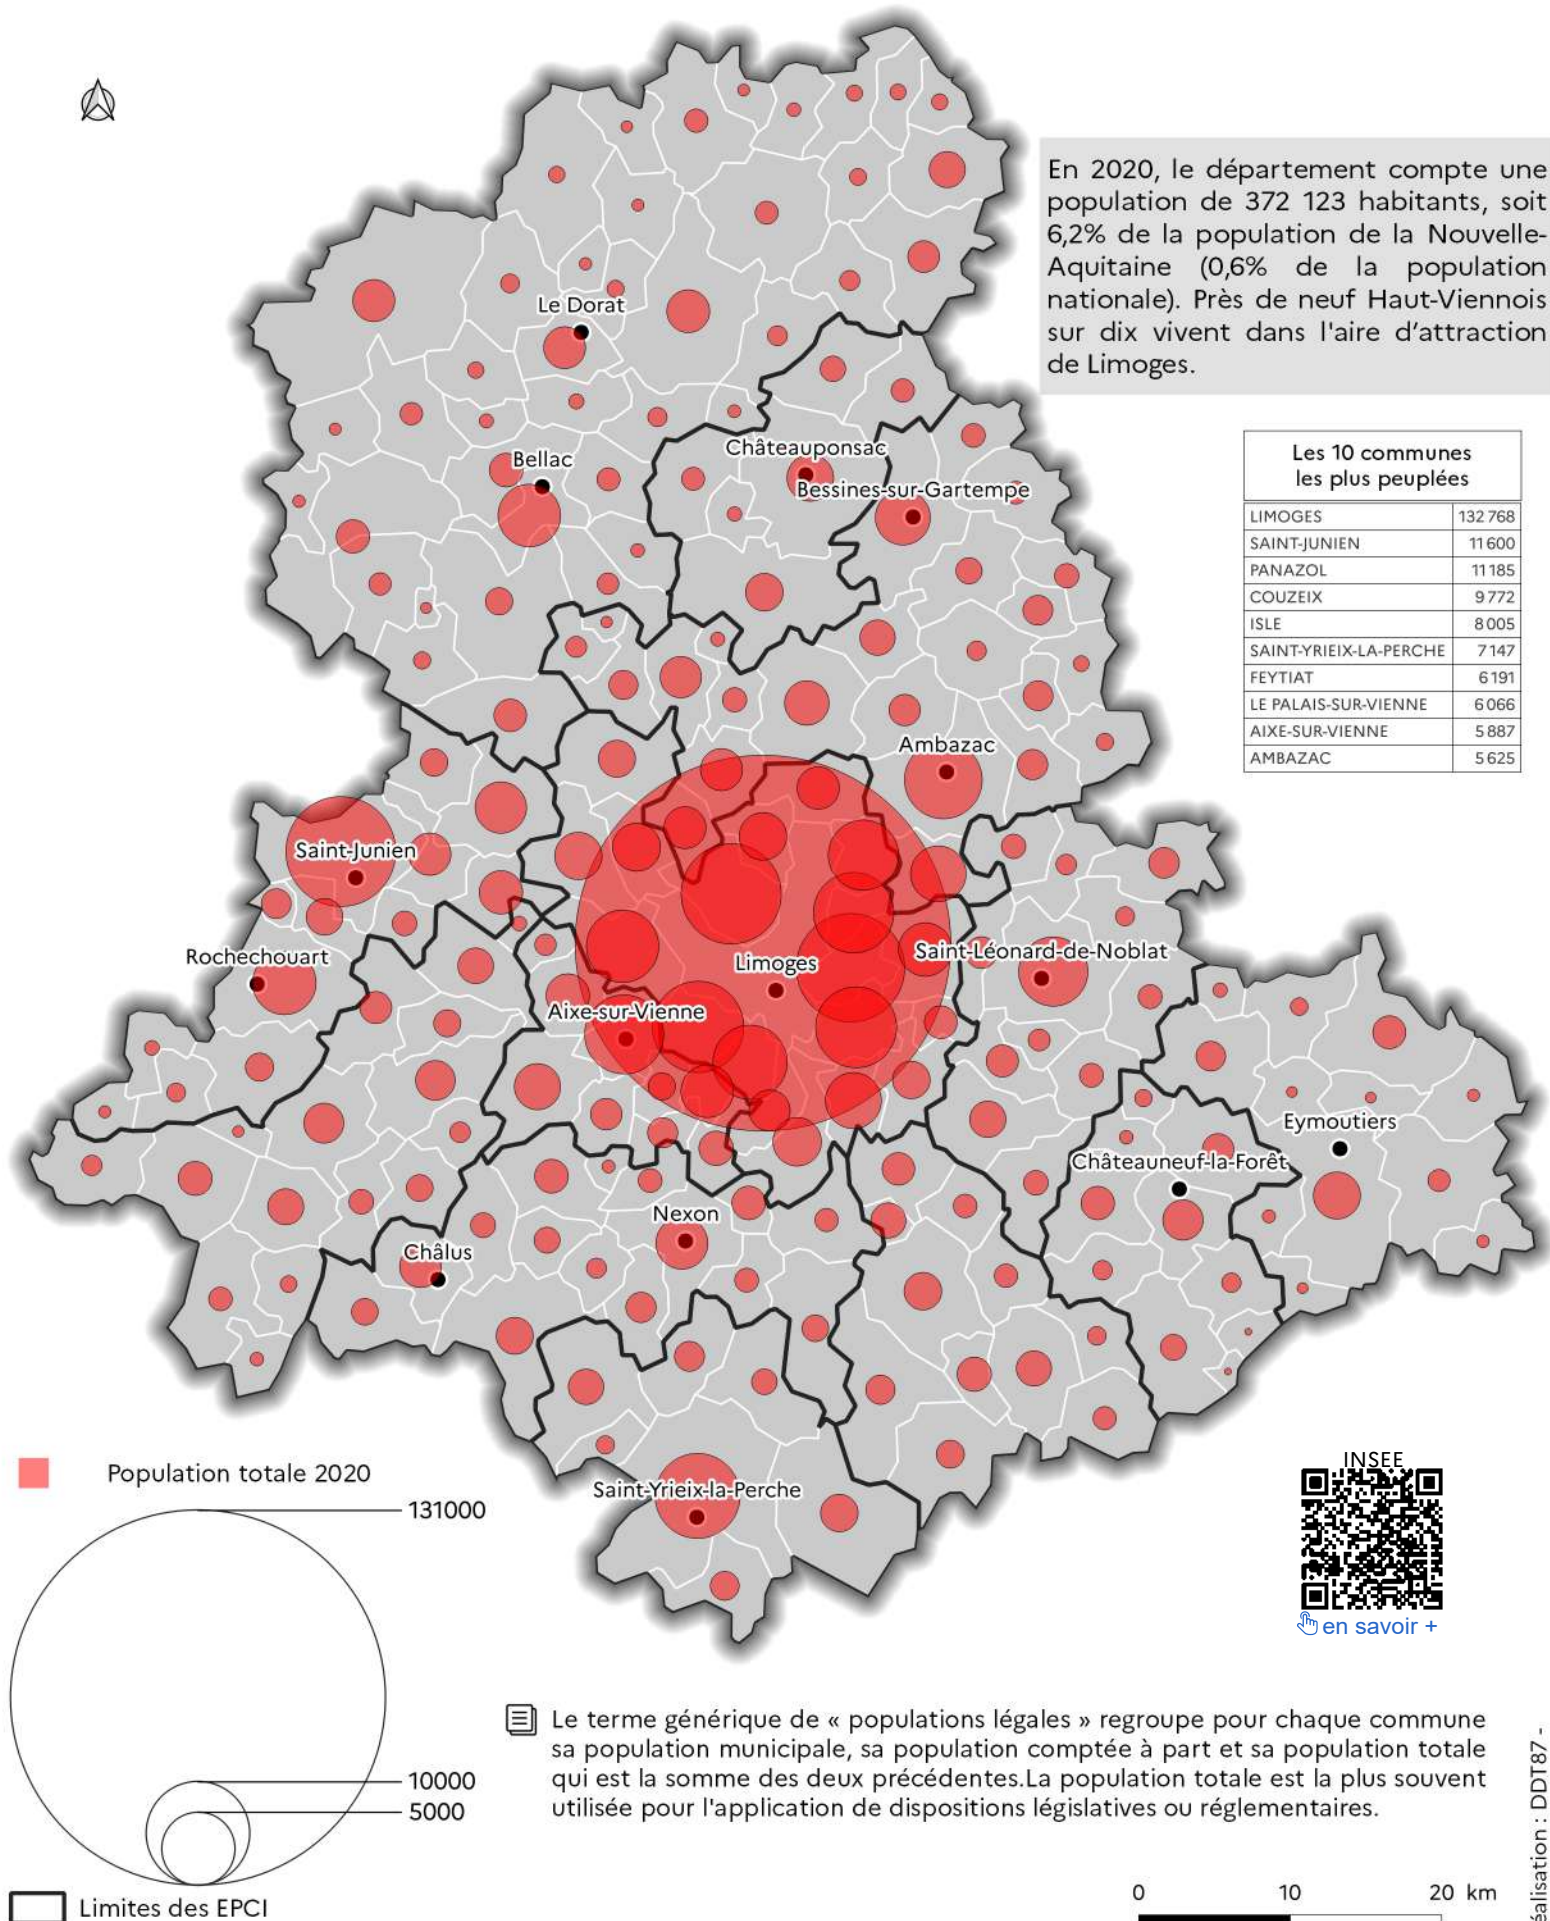 En 2020, le département compte une
population de 372 123 habitants, soit
6,2% de la population de la Nouvelle-
Aquitaine (0,6% de la population
nationale). Près de neuf Haut-Viennois
sur dix vivent dans l'aire d’attraction
de Limoges.
Le Dorat
Bellac
Châteauponsac
Bessines-sur-Gartempe
Les 10 communes
les plus peuplées
LIMOGES 132 768
SAINT-JUNIEN 11 600
PANAZOL 11 185
COUZEIX 9 772
ISLE 8 005
SAINT-YRIEIX-LA-PERCHE 7 147
FEYTIAT 6 191
LE PALAIS-SUR-VIENNE 6 066
AIXE-SUR-VIENNE 5 887
AMBAZAC 5 625
Ambazac
Saint-Junien
Rochechouart
Limoges
Saint-Léonard-de-Noblat
Aixe-sur-Vienne
Eymoutiers
Châteauneuf-la-Forêt
Nexon
Châlus
Saint-Yrieix-la-Perche
Population totale 2020
131000
10000
5000
Limites des EPCI
INSEE
en savoir +
Le terme générique de « populations légales » regroupe pour chaque commune
sa population municipale, sa population comptée à part et sa population totale
qui est la somme des deux précédentes.La population totale est la plus souvent
utilisée pour l'application de dispositions législatives ou réglementaires.
0 10 20 km
éalisation : DDT87 -